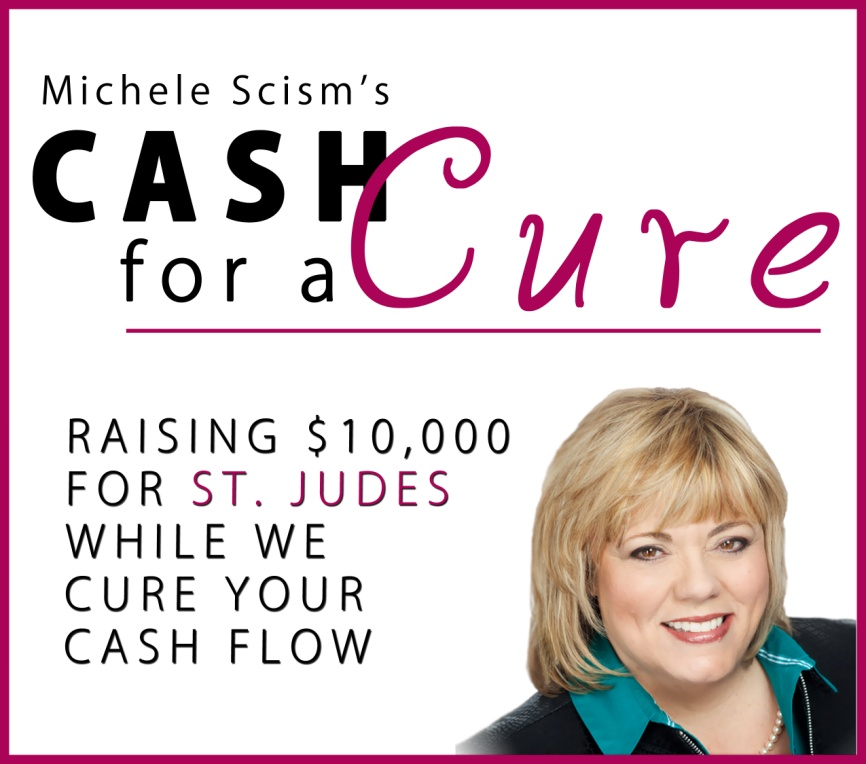 Michele Scism's
CASH
for a Cure
RAISING $10,000
FOR ST. JUDES
WHILE WE
CURE YOUR
CASH FLOW